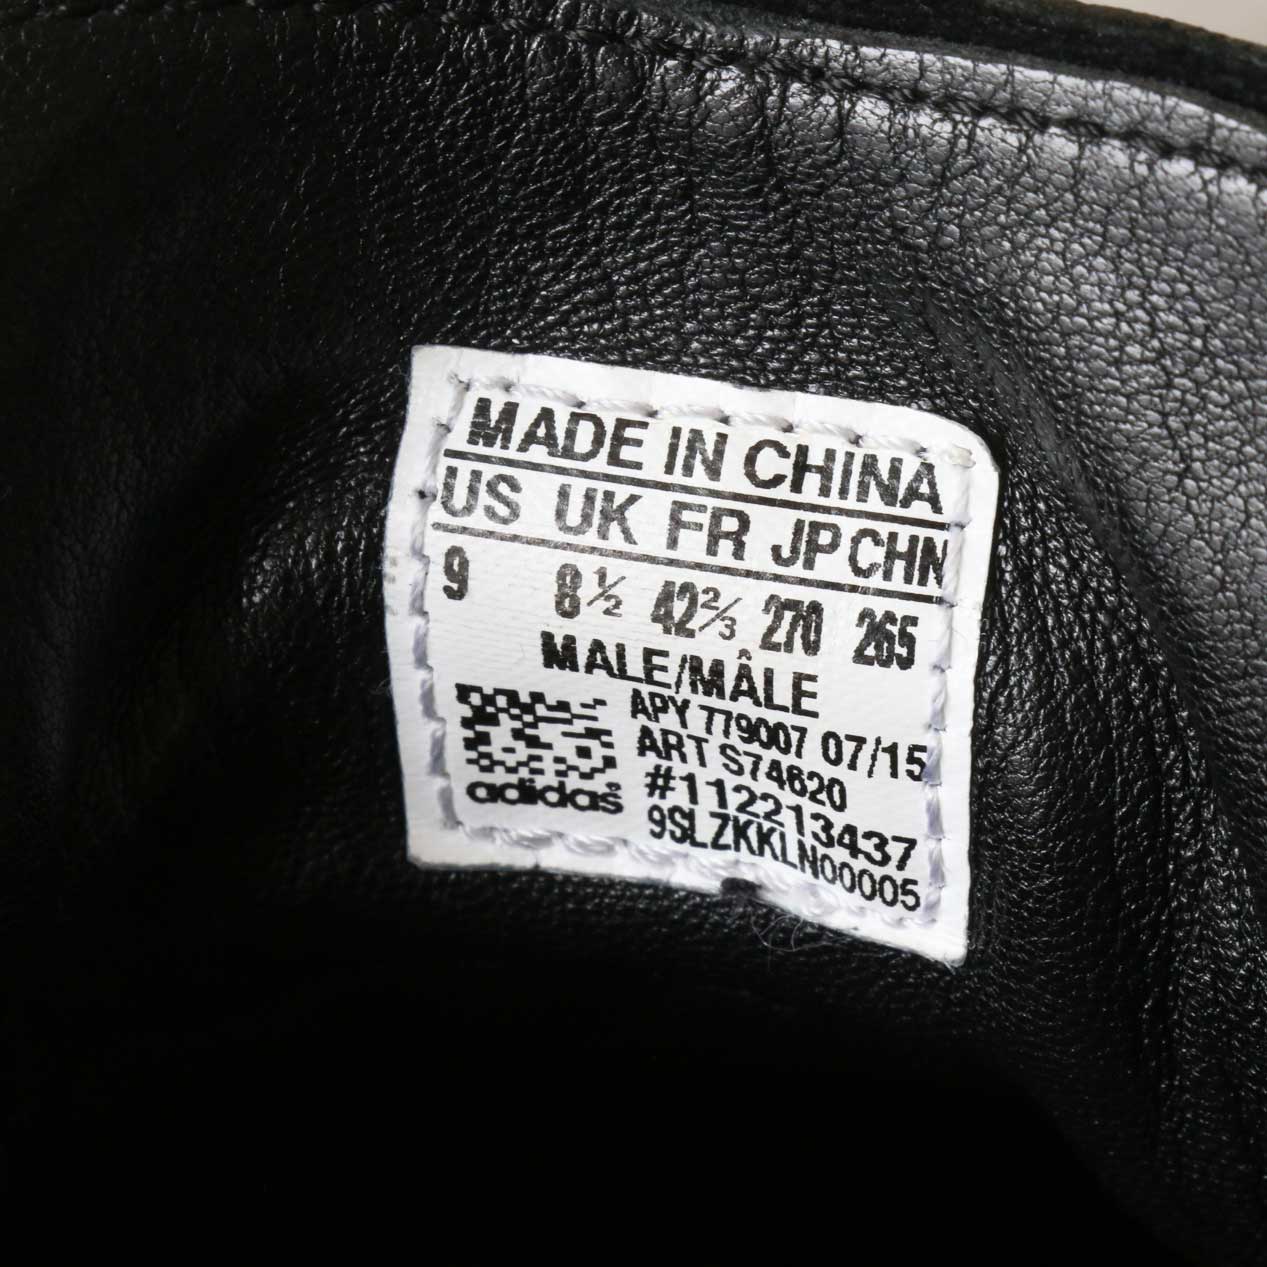 MADE IN CHINA
US UK FR JP CHN
9 8½ 42⅔ 270 265
MALE/MÂLE
APY 779007 07/15
ART S74620
#112213437
9SLZKKLN00005
adidas